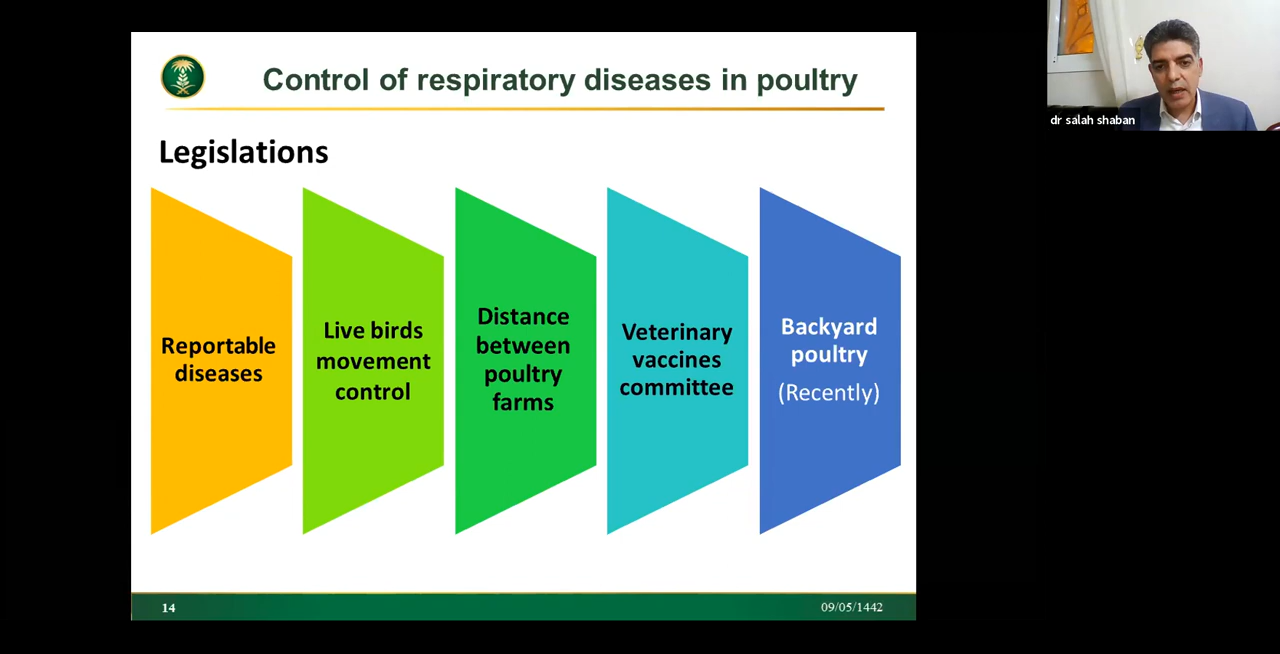 Control of respiratory diseases in poultry
dr salah shaban
Legislations
Reportable
diseases
Live birds
movement
control
Distance
between
poultry
farms
Veterinary
vaccines
committee
Backyard
poultry
(Recently)
14
09/05/1442